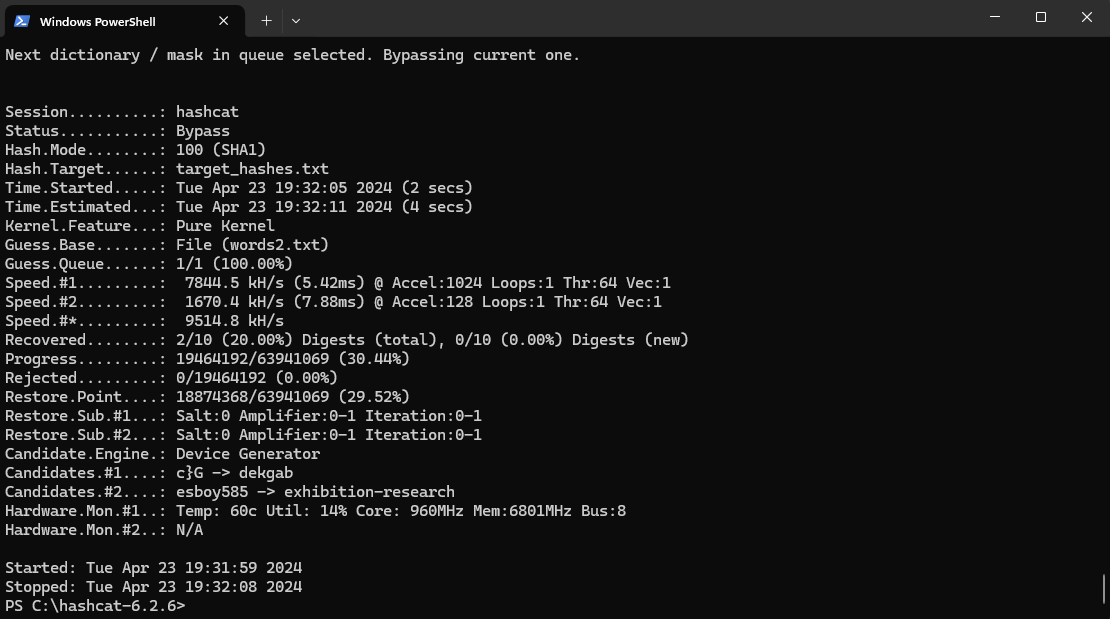 Windows PowerShell
Next dictionary / mask in queue selected. Bypassing current one.
Session..........: hashcat
Status...........: Bypass
Hash.Mode........: 100 (SHA1)
Hash.Target......: target_hashes.txt
Time.Started.....: Tue Apr 23 19:32:05 2024 (2 secs)
Time.Estimated...: Tue Apr 23 19:32:11 2024 (4 secs)
Kernel.Feature...: Pure Kernel
Guess.Base.......: File (words2.txt)
Guess.Queue......: 1/1 (100.00%)
Speed.#1.........:  7844.5 kH/s (5.42ms) @ Accel:1024 Loops:1 Thr:64 Vec:1
Speed.#2.........:  1670.4 kH/s (7.88ms) @ Accel:128 Loops:1 Thr:64 Vec:1
Speed.#*.........:  9514.8 kH/s
Recovered........: 2/10 (20.00%) Digests (total), 0/10 (0.00%) Digests (new)
Progress.........: 19464192/63941069 (30.44%)
Rejected.........: 0/19464192 (0.00%)
Restore.Point....: 18874368/63941069 (29.52%)
Restore.Sub.#1...: Salt:0 Amplifier:0-1 Iteration:0-1
Restore.Sub.#2...: Salt:0 Amplifier:0-1 Iteration:0-1
Candidate.Engine.: Device Generator
Candidates.#1....: c}G -> dekgab
Candidates.#2....: esboy585 -> exhibition-research
Hardware.Mon.#1..: Temp: 60c Util: 14% Core: 960MHz Mem:6801MHz Bus:8
Hardware.Mon.#2..: N/A
Started: Tue Apr 23 19:31:59 2024
Stopped: Tue Apr 23 19:32:08 2024
PS C:\hashcat-6.2.6>